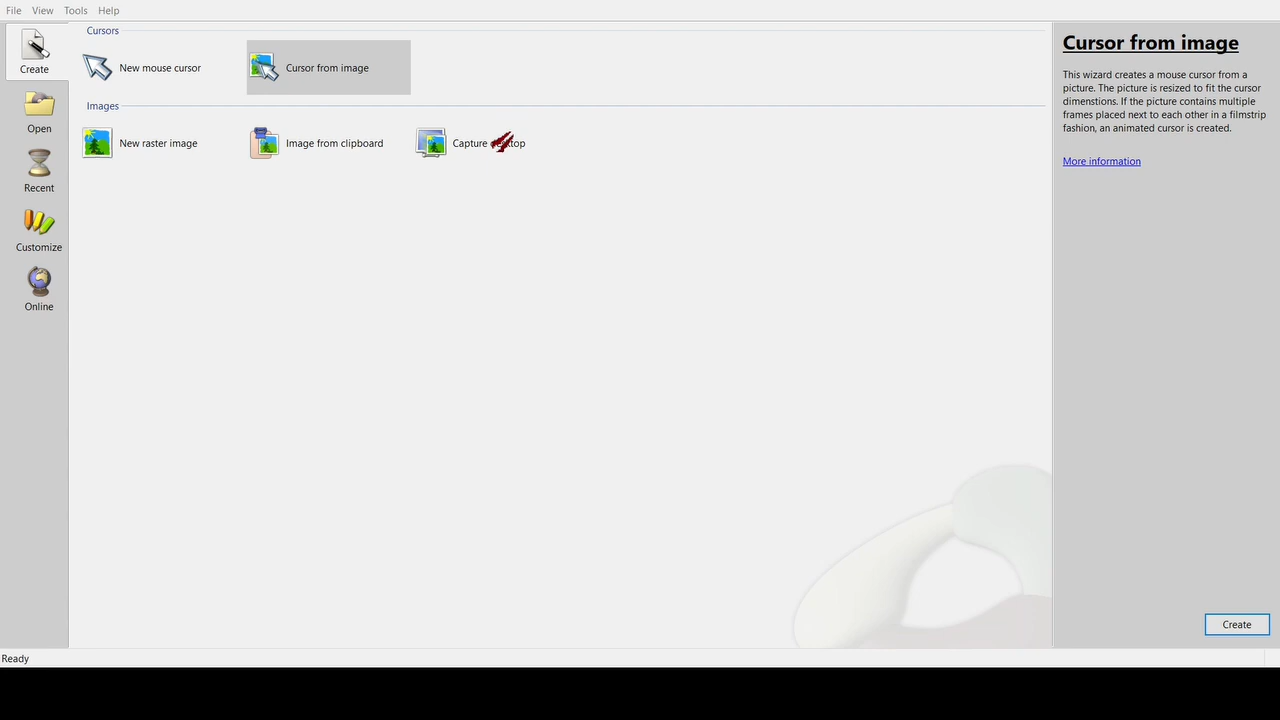 File View Tools Help
Create
Open
Recent
Customize
Online
Cursors
New mouse cursor
Cursor from image
Images
New raster image
Image from clipboard
Capture desktop
Cursor from image
This wizard creates a mouse cursor from a
picture. The picture is resized to fit the cursor
dimenstions. If the picture contains multiple
frames placed next to each other in a filmstrip
fashion, an animated cursor is created.
More information
Create
Ready